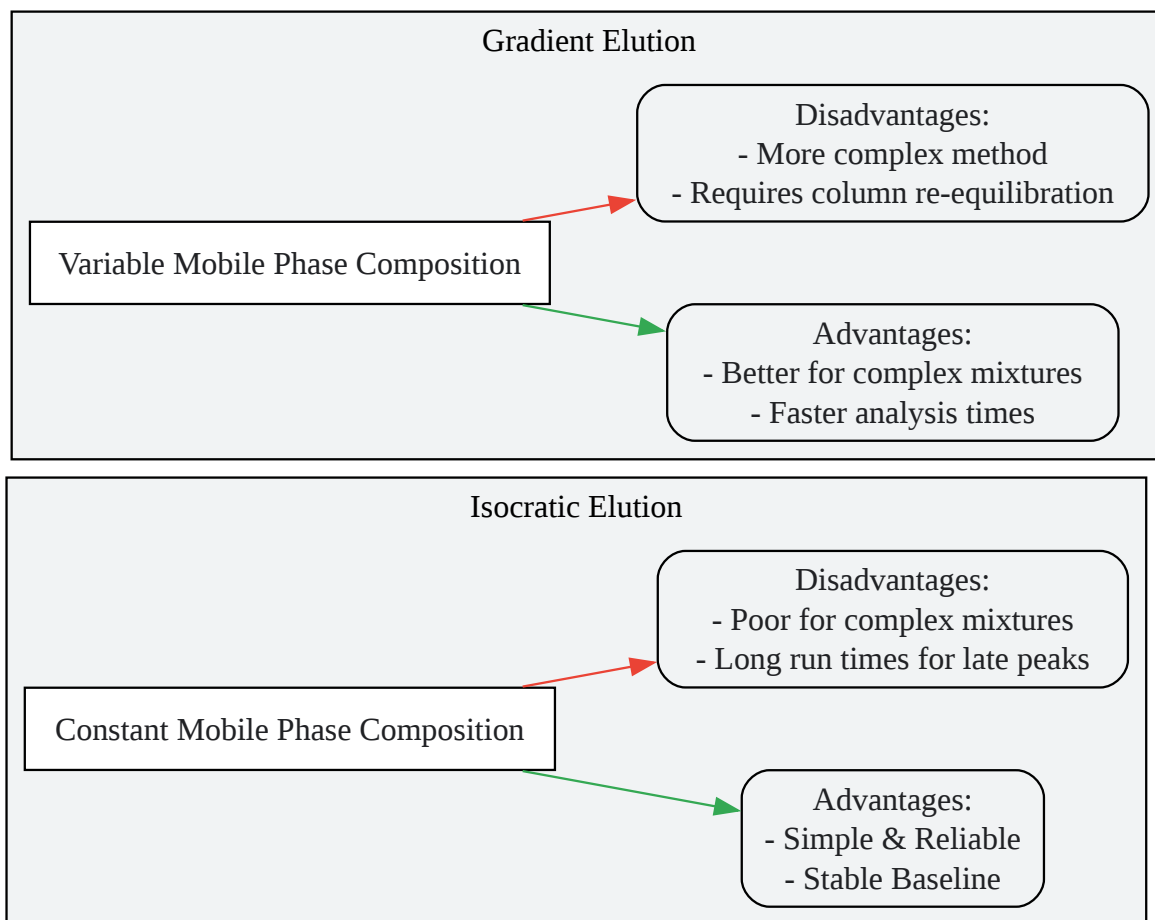 Gradient Elution
Disadvantages:
- More complex method
- Requires column re-equilibration
Variable Mobile Phase Composition
Advantages:
- Better for complex mixtures
- Faster analysis times
Isocratic Elution
Disadvantages:
- Poor for complex mixtures
- Long run times for late peaks
Constant Mobile Phase Composition
Advantages:
- Simple & Reliable
- Stable Baseline